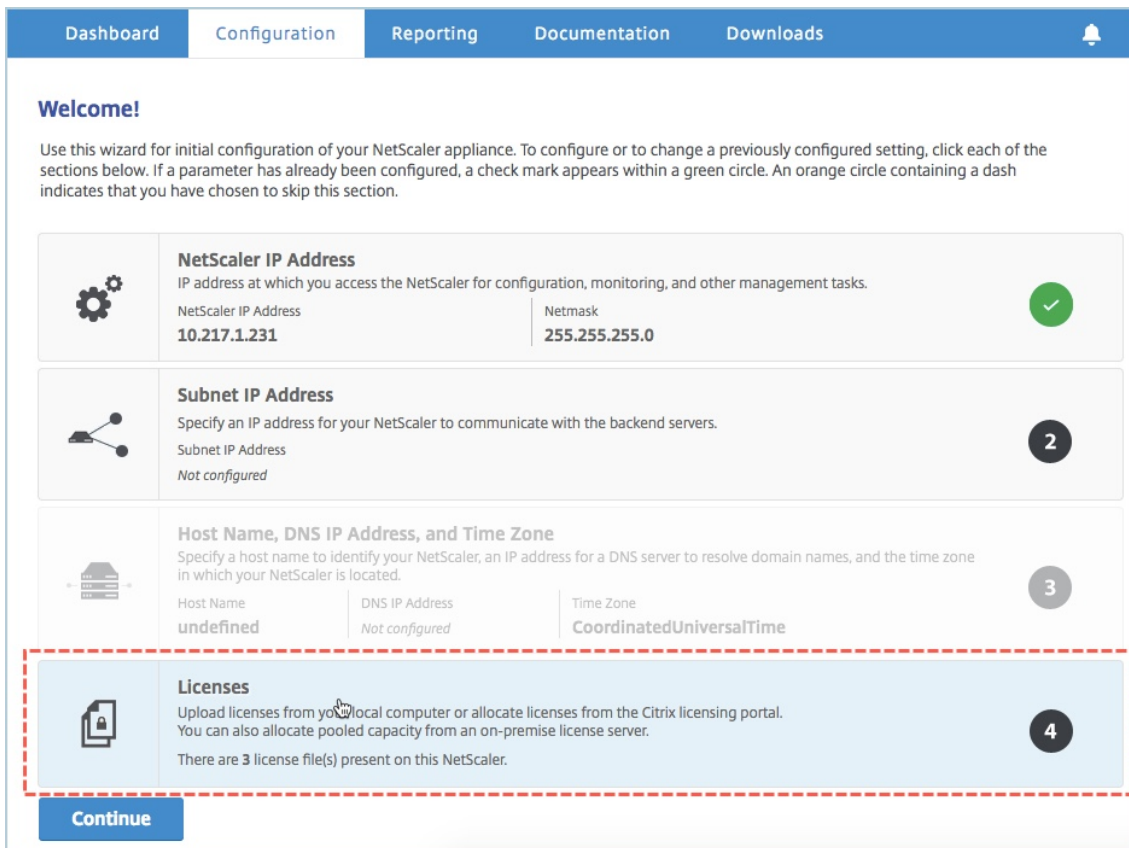 Dashboard Configuration Reporting Documentation Downloads
Welcome!
Use this wizard for initial configuration of your NetScaler appliance. To configure or to change a previously configured setting, click each of the
sections below. If a parameter has already been configured, a check mark appears within a green circle. An orange circle containing a dash
indicates that you have chosen to skip this section.
NetScaler IP Address
IP address at which you access the NetScaler for configuration, monitoring, and other management tasks.
NetScaler IP Address Netmask
10.217.1.231 255.255.255.0
Subnet IP Address
Specify an IP address for your NetScaler to communicate with the backend servers.
Subnet IP Address
Not configured
2
Host Name, DNS IP Address, and Time Zone
Specify a host name to identify your NetScaler, an IP address for a DNS server to resolve domain names, and the time zone
in which your NetScaler is located.
Host Name DNS IP Address Time Zone
undefined Not configured CoordinatedUniversalTime
3
Licenses
Upload licenses from your local computer or allocate licenses from the Citrix licensing portal.
You can also allocate pooled capacity from an on-premise license server.
There are 3 license file(s) present on this NetScaler.
4
Continue